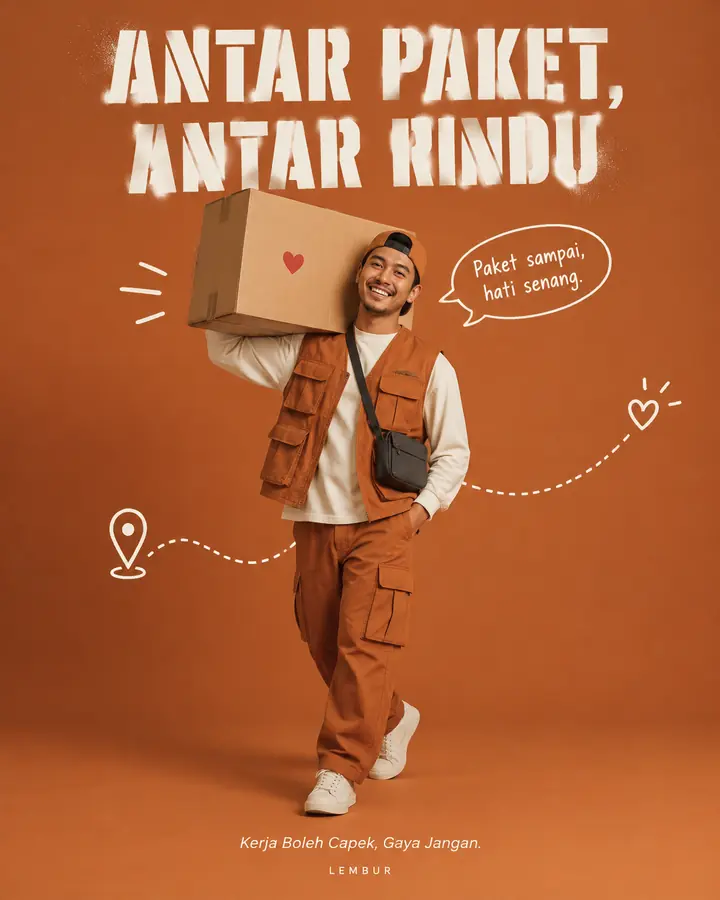 ANTAR PAKET,
ANTAR RINDU
Paket sampai,
hati senang.
Kerja Boleh Capek, Gaya Jangan.
LEMBUR